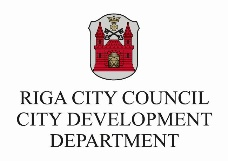 RIGA CITY COUNCIL
CITY DEVELOPMENT
DEPARTMENT